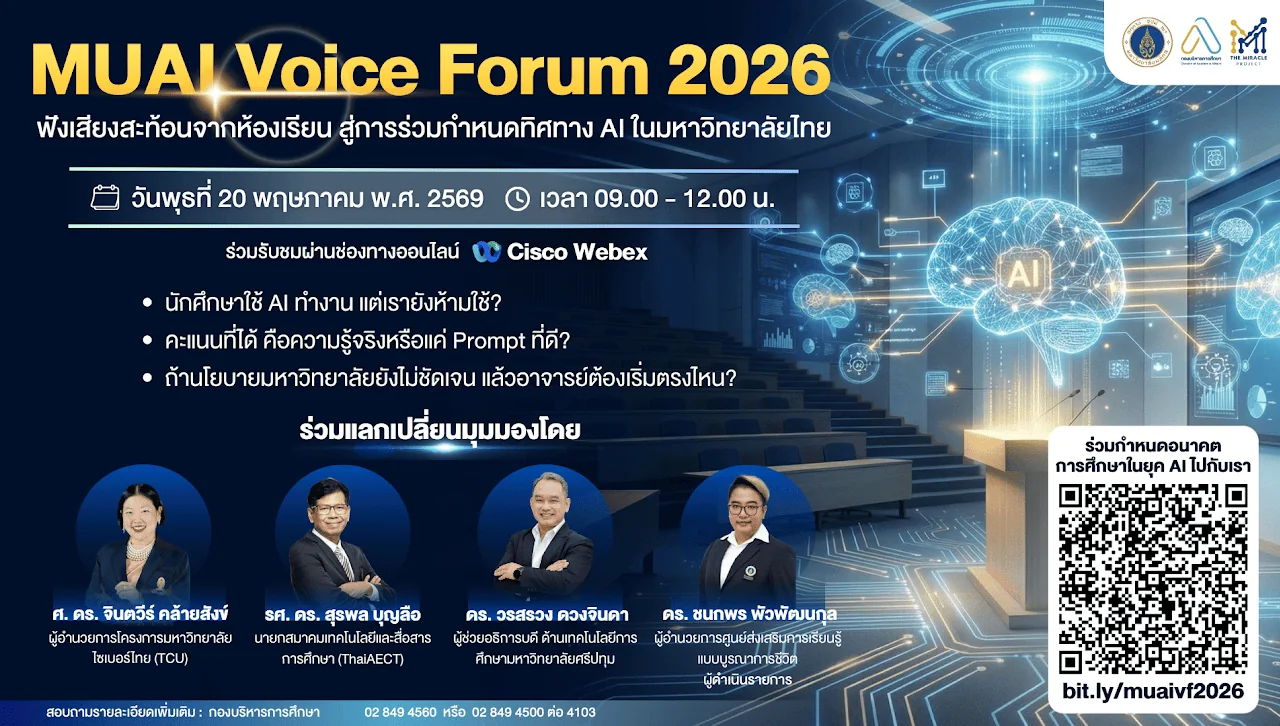 MUAI Voice Forum 2026
ฟังเสียงสะท้อนจากห้องเรียน สู่การร่วมกำหนดทิศทาง AI ในมหาวิทยาลัยไทย
วันพุธที่ 20 พฤษภาคม พ.ศ. 2569 เวลา 09.00 - 12.00 น.
ร่วมรับชมผ่านช่องทางออนไลน์ Cisco Webex
• นักศึกษาใช้ AI ทำงาน แต่เรายังห้ามใช้?
• คะแนนที่ได้ คือความรู้จริงหรือแค่ Prompt ที่ดี?
• ถ้านโยบายมหาวิทยาลัยยังไม่ชัดเจน แล้วอาจารย์ต้องเริ่มตรงไหน?
ร่วมแลกเปลี่ยนมุมมองโดย
ศ. ดร. จินตวีร์ คล้ายสังข์
ผู้อำนวยการโครงการมหาวิทยาลัย
ไซเบอร์ไทย (TCU)
รศ. ดร. สุรพล บุญลือ
นายกสมาคมเทคโนโลยีและสื่อสาร
การศึกษา (ThaiAECT)
ดร. วรสรวง ดวงจินดา
ผู้ช่วยอธิการบดี ด้านเทคโนโลยีการ
ศึกษามหาวิทยาลัยศรีปทุม
ดร. ชนกพร พัวพัฒนกุล
ผู้อำนวยการศูนย์ส่งเสริมการเรียนรู้
แบบบูรณาการชีวิต
ผู้ดำเนินรายการ
กองบริหารการศึกษา
THE MIRACLE
PROJECT
AI
ร่วมกำหนดอนาคต
การศึกษาในยุค AI ไปกับเรา
bit.ly/muaivf2026
สอบถามรายละเอียดเพิ่มเติม : กองบริหารการศึกษา 02 849 4560 หรือ 02 849 4500 ต่อ 4103